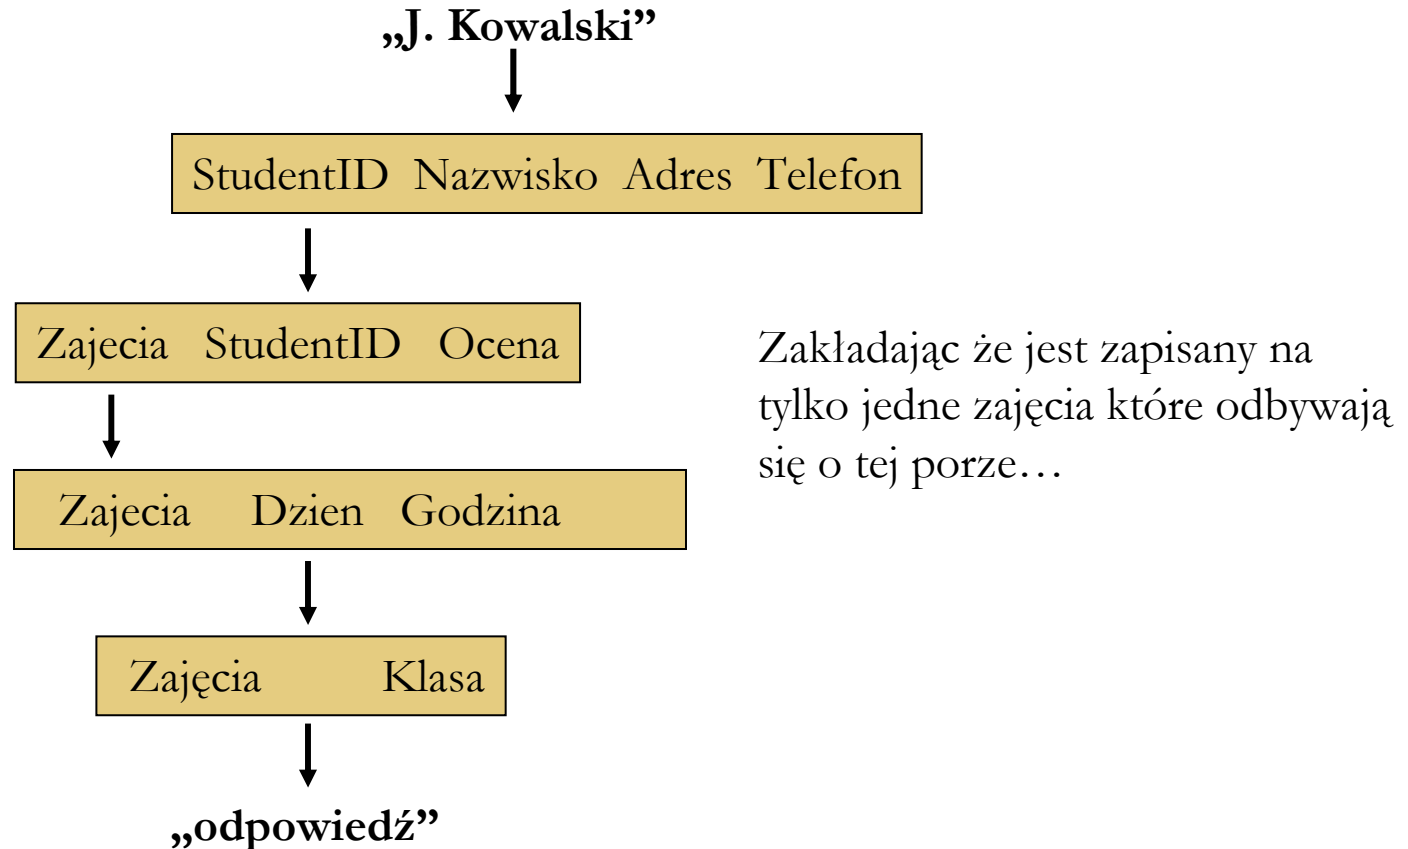 „J. Kowalski”
StudentID Nazwisko Adres Telefon
Zajecia StudentID Ocena
Zakładając że jest zapisany na
tylko jedne zajęcia które odbywają
się o tej porze…
Zajecia Dzien Godzina
Zajęcia Klasa
„odpowiedź”